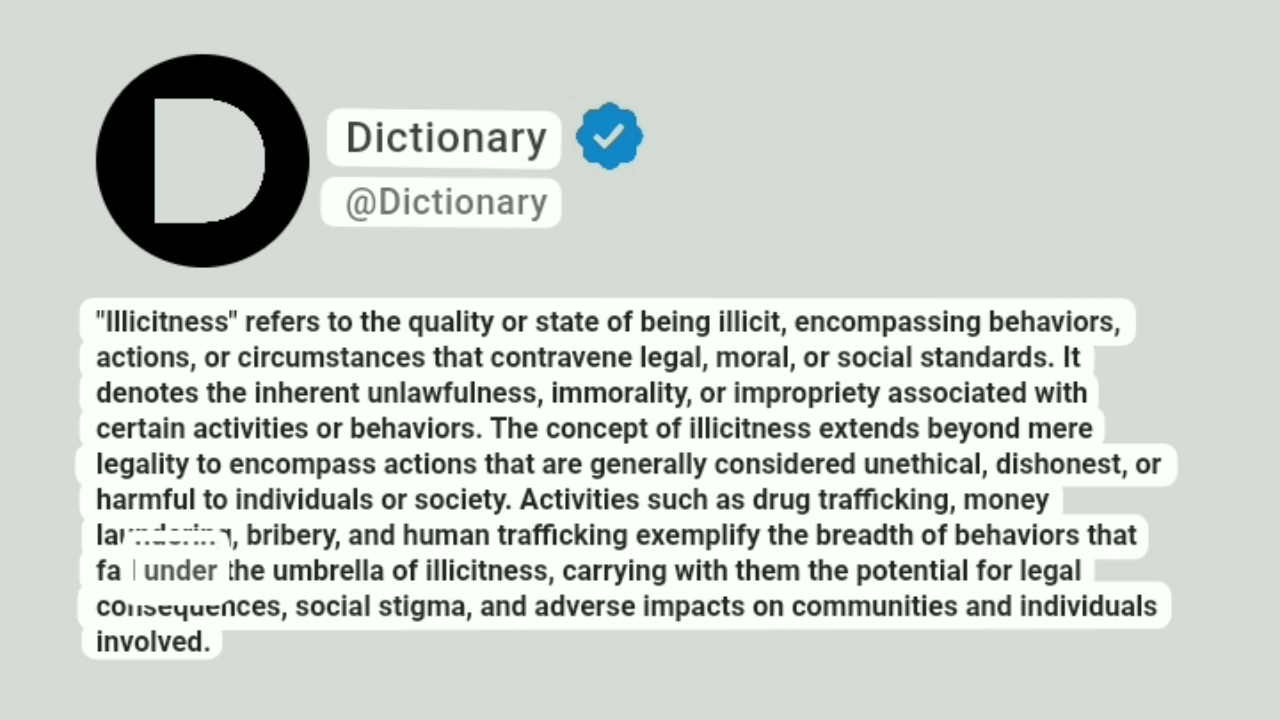 D
Dictionary
@Dictionary
"Illicitness" refers to the quality or state of being illicit, encompassing behaviors,
actions, or circumstances that contravene legal, moral, or social standards. It
denotes the inherent unlawfulness, immorality, or impropriety associated with
certain activities or behaviors. The concept of illicitness extends beyond mere
legality to encompass actions that are generally considered unethical, dishonest, or
harmful to individuals or society. Activities such as drug trafficking, money
laundering, bribery, and human trafficking exemplify the breadth of behaviors that
fall under the umbrella of illicitness, carrying with them the potential for legal
consequences, social stigma, and adverse impacts on communities and individuals
involved.